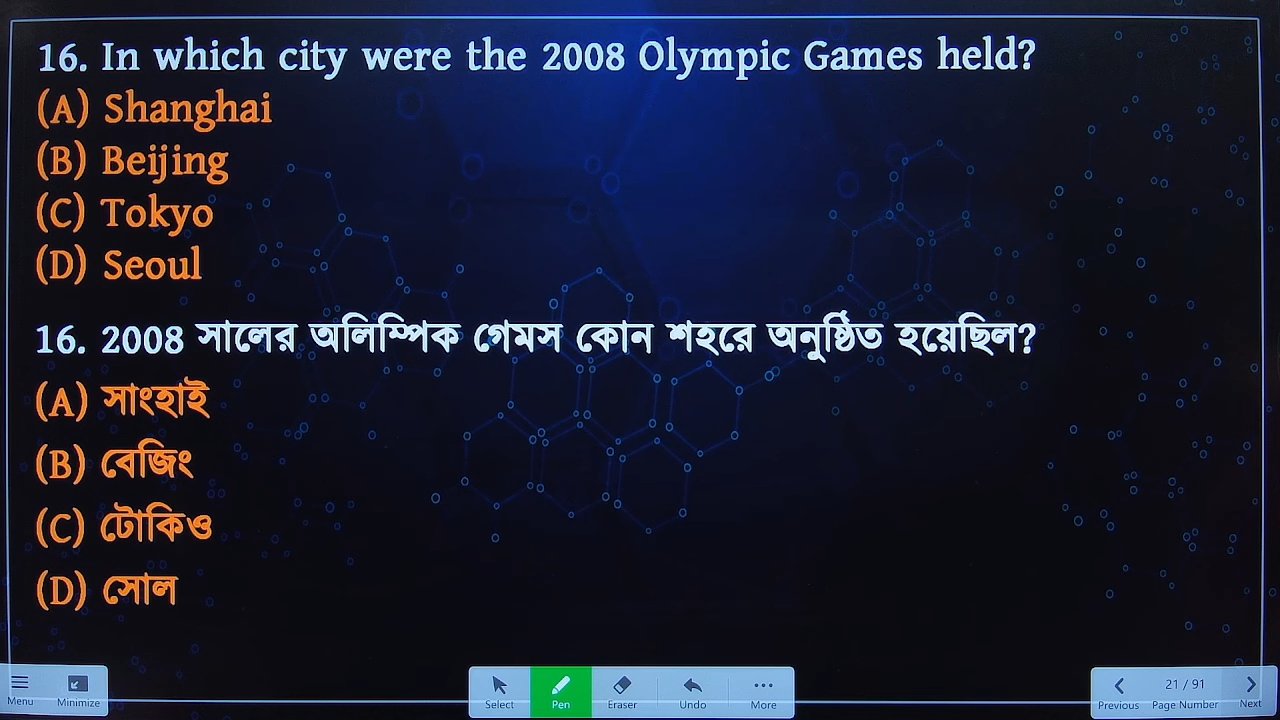 16. In which city were the 2008 Olympic Games held?
(A) Shanghai
(B) Beijing
(C) Tokyo
(D) Seoul
16. 2008 সালের অলিম্পিক গেমস কোন শহরে অনুষ্ঠিত হয়েছিল?
(A) সাংহাই
(B) বেজিং
(C) টোকিও
(D) সোল
Menu Minimize Select Pen Eraser Undo More Previous 21 / 91 Page Number Next